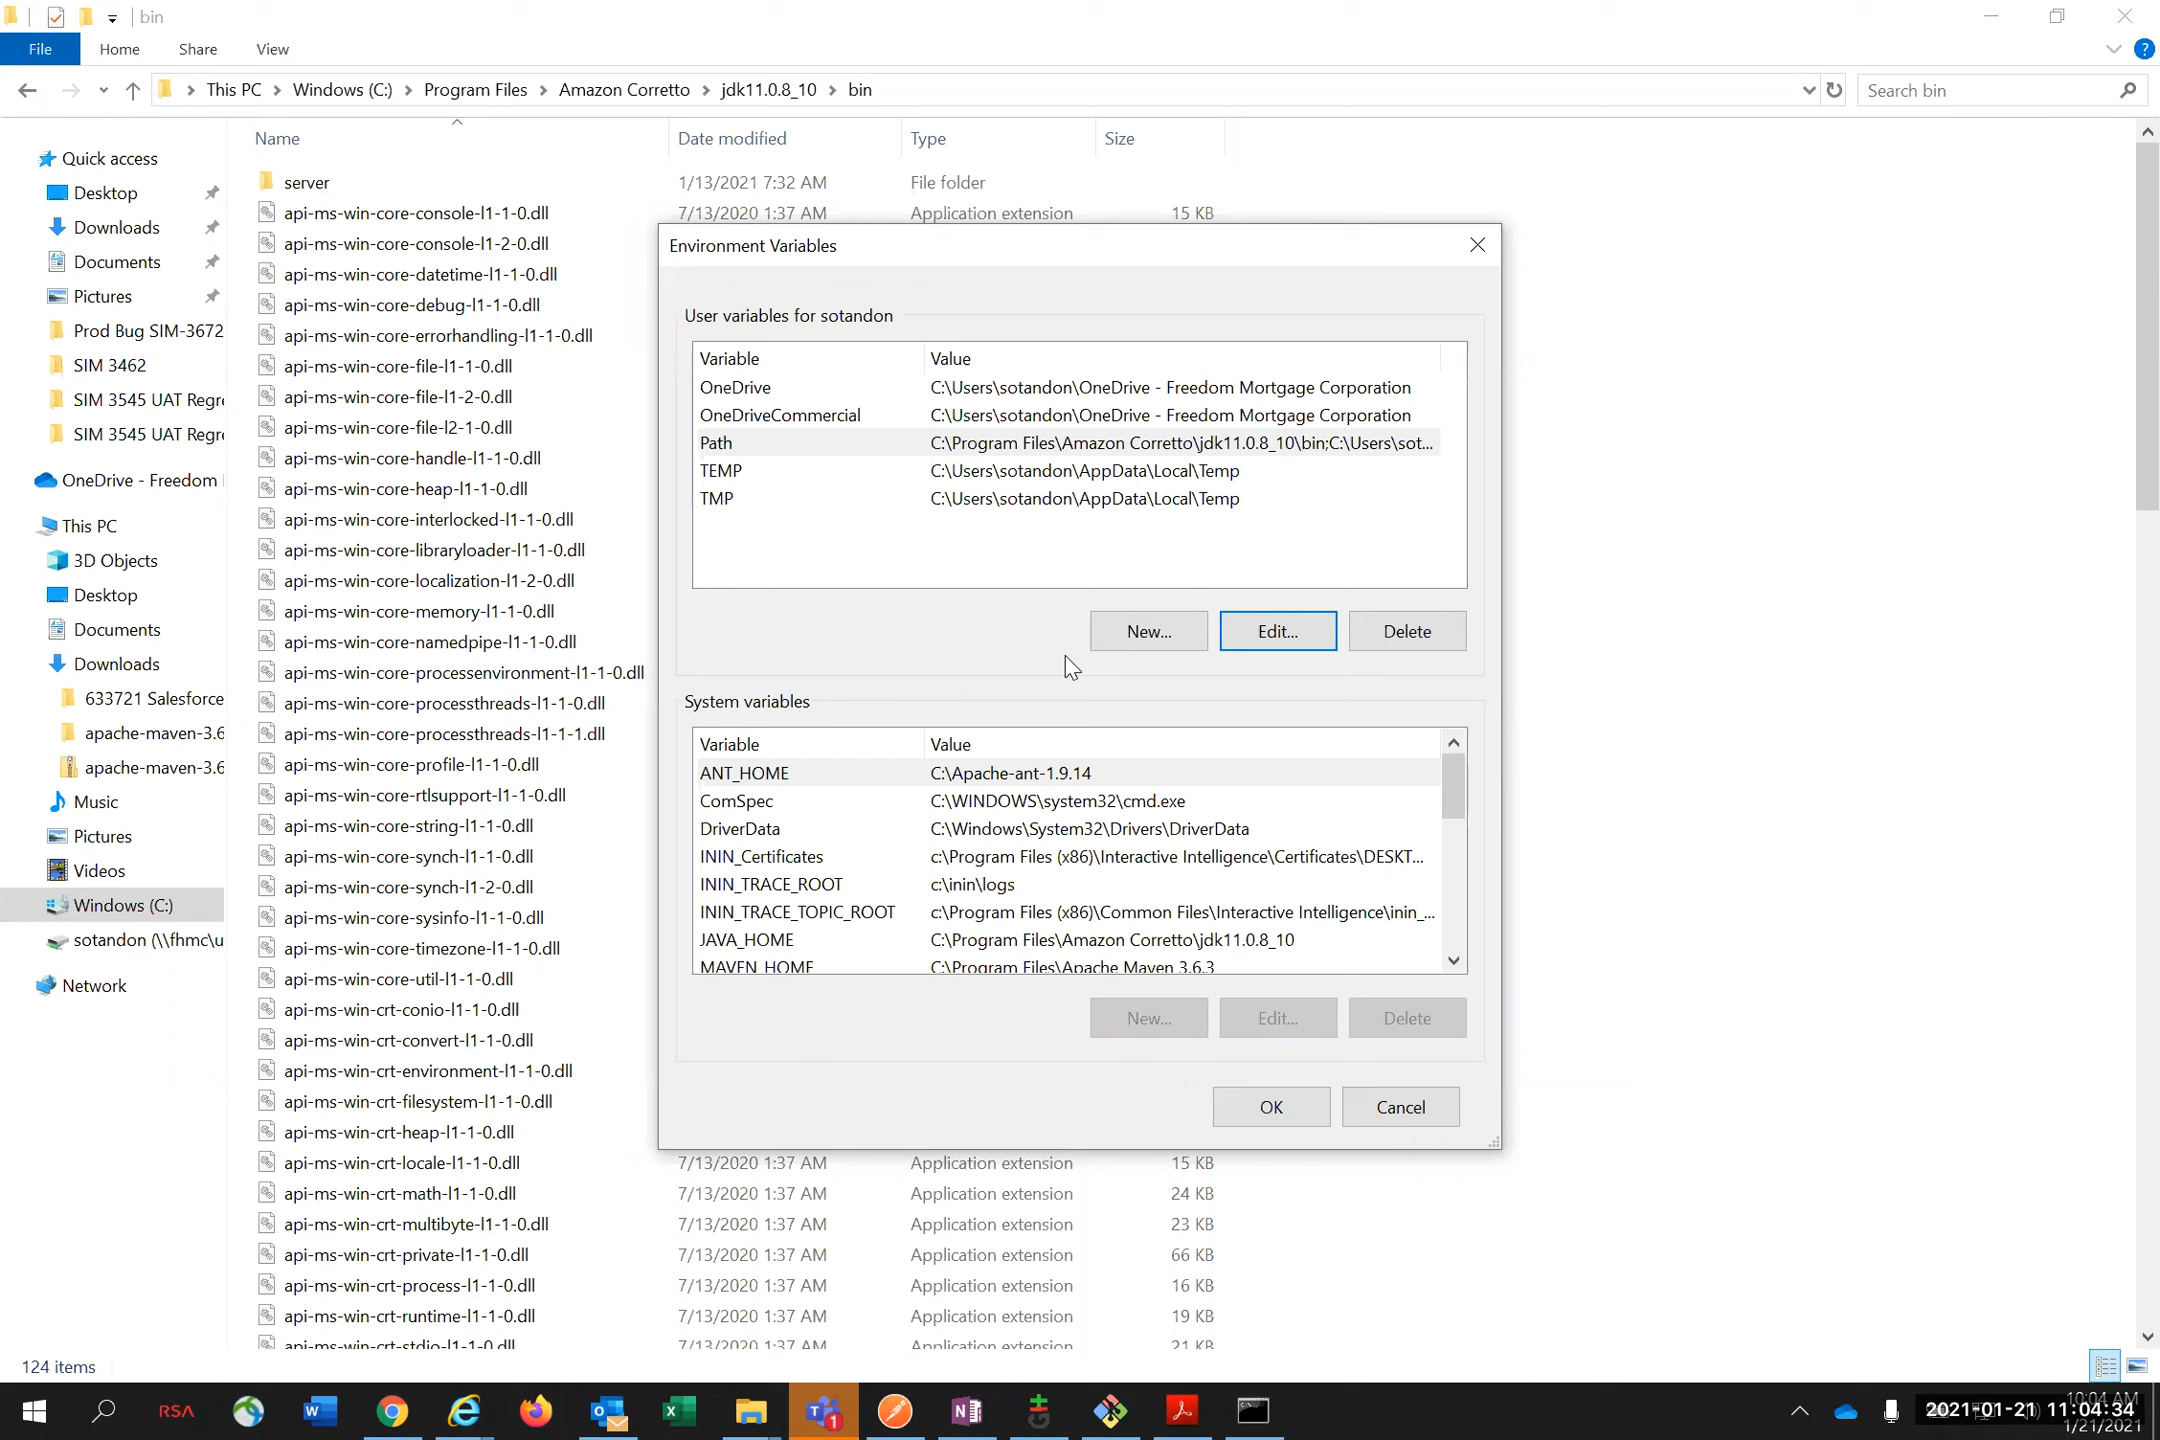 bin
File Home Share View
This PC Windows (C:) Program Files Amazon Corretto jdk11.0.8_10 bin Search bin
Name Date modified Type Size
Quick access
Desktop
Downloads
Documents
Pictures
Prod Bug SIM-3672
SIM 3462
SIM 3545 UAT Regre
SIM 3545 UAT Regre
OneDrive - Freedom
This PC
3D Objects
Desktop
Documents
Downloads
633721 Salesforce
apache-maven-3.6
apache-maven-3.6
Music
Pictures
Videos
Windows (C:)
sotandon (\\fhmc\u
Network
server 1/13/2021 7:32 AM File folder
api-ms-win-core-console-l1-1-0.dll 7/13/2020 1:37 AM Application extension 15 KB
api-ms-win-core-console-l1-2-0.dll
api-ms-win-core-datetime-l1-1-0.dll
api-ms-win-core-debug-l1-1-0.dll
api-ms-win-core-errorhandling-l1-1-0.dll
api-ms-win-core-file-l1-1-0.dll
api-ms-win-core-file-l1-2-0.dll
api-ms-win-core-file-l2-1-0.dll
api-ms-win-core-handle-l1-1-0.dll
api-ms-win-core-heap-l1-1-0.dll
api-ms-win-core-interlocked-l1-1-0.dll
api-ms-win-core-libraryloader-l1-1-0.dll
api-ms-win-core-localization-l1-2-0.dll
api-ms-win-core-memory-l1-1-0.dll
api-ms-win-core-namedpipe-l1-1-0.dll
api-ms-win-core-processenvironment-l1-1-0.dll
api-ms-win-core-processthreads-l1-1-0.dll
api-ms-win-core-processthreads-l1-1-1.dll
api-ms-win-core-profile-l1-1-0.dll
api-ms-win-core-rtlsupport-l1-1-0.dll
api-ms-win-core-string-l1-1-0.dll
api-ms-win-core-synch-l1-1-0.dll
api-ms-win-core-synch-l1-2-0.dll
api-ms-win-core-sysinfo-l1-1-0.dll
api-ms-win-core-timezone-l1-1-0.dll
api-ms-win-core-util-l1-1-0.dll
api-ms-win-crt-conio-l1-1-0.dll
api-ms-win-crt-convert-l1-1-0.dll
api-ms-win-crt-environment-l1-1-0.dll
api-ms-win-crt-filesystem-l1-1-0.dll
api-ms-win-crt-heap-l1-1-0.dll
api-ms-win-crt-locale-l1-1-0.dll 7/13/2020 1:37 AM Application extension 15 KB
api-ms-win-crt-math-l1-1-0.dll 7/13/2020 1:37 AM Application extension 24 KB
api-ms-win-crt-multibyte-l1-1-0.dll 7/13/2020 1:37 AM Application extension 23 KB
api-ms-win-crt-private-l1-1-0.dll 7/13/2020 1:37 AM Application extension 66 KB
api-ms-win-crt-process-l1-1-0.dll 7/13/2020 1:37 AM Application extension 16 KB
api-ms-win-crt-runtime-l1-1-0.dll 7/13/2020 1:37 AM Application extension 19 KB
api-ms-win-crt-stdio-l1-1-0.dll 7/13/2020 1:37 AM Application extension 21 KB
Environment Variables
User variables for sotandon
Variable Value
OneDrive C:\Users\sotandon\OneDrive - Freedom Mortgage Corporation
OneDriveCommercial C:\Users\sotandon\OneDrive - Freedom Mortgage Corporation
Path C:\Program Files\Amazon Corretto\jdk11.0.8_10\bin;C:\Users\sot...
TEMP C:\Users\sotandon\AppData\Local\Temp
TMP C:\Users\sotandon\AppData\Local\Temp
New... Edit... Delete
System variables
Variable Value
ANT_HOME C:\Apache-ant-1.9.14
ComSpec C:\WINDOWS\system32\cmd.exe
DriverData C:\Windows\System32\Drivers\DriverData
ININ_Certificates c:\Program Files (x86)\Interactive Intelligence\Certificates\DESKT...
ININ_TRACE_ROOT c:\inin\logs
ININ_TRACE_TOPIC_ROOT c:\Program Files (x86)\Common Files\Interactive Intelligence\inin_...
JAVA_HOME C:\Program Files\Amazon Corretto\jdk11.0.8_10
MAVEN_HOME C:\Program Files\Apache Maven 3.6.3
New... Edit... Delete
OK Cancel
124 items
RSA
10:04 AM
2021-01-21 11:04:34
1/21/2021